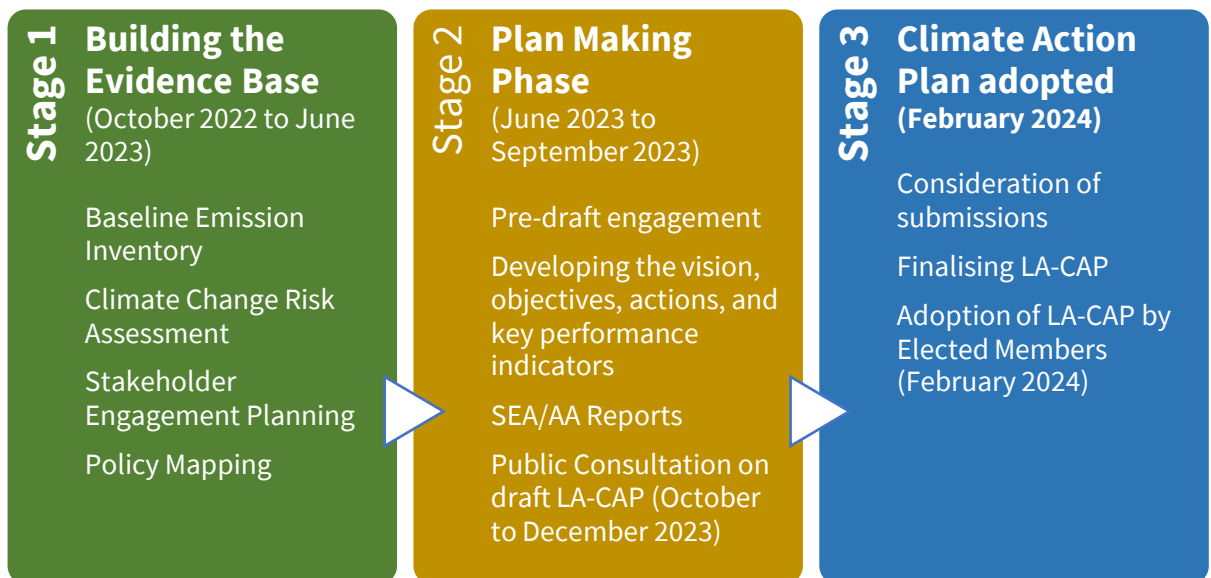 Stage 1
Building the
Evidence Base
(October 2022 to June
2023)
Baseline Emission
Inventory
Climate Change Risk
Assessment
Stakeholder
Engagement Planning
Policy Mapping
Stage 2
Plan Making
Phase
(June 2023 to
September 2023)
Pre-draft engagement
Developing the vision,
objectives, actions, and
key performance
indicators
SEA/AA Reports
Public Consultation on
draft LA-CAP (October
to December 2023)
Stage 3
Climate Action
Plan adopted
(February 2024)
Consideration of
submissions
Finalising LA-CAP
Adoption of LA-CAP by
Elected Members
(February 2024)